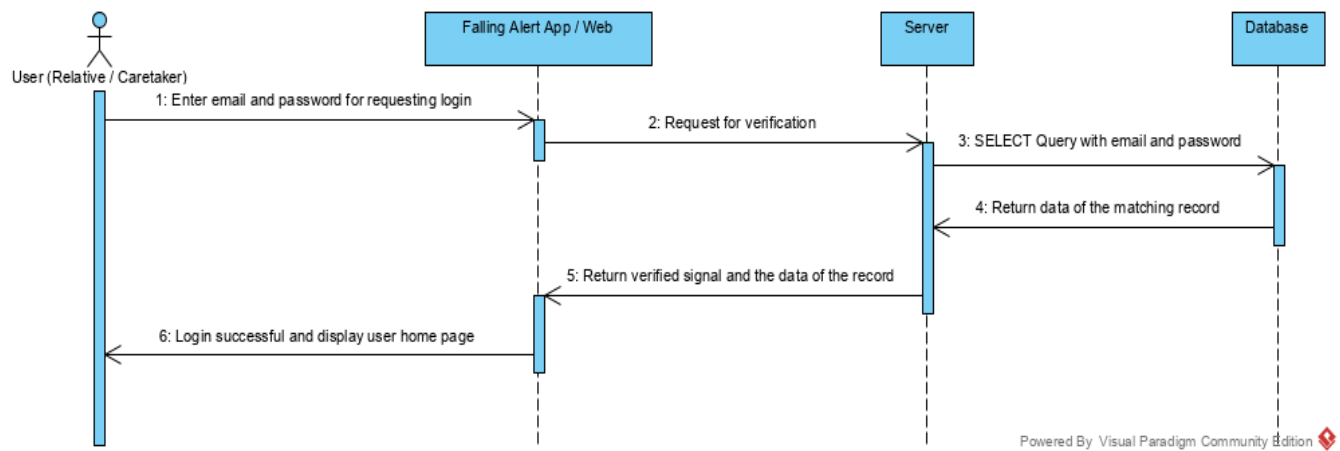 Falling Alert App / Web
Server
Database
User (Relative / Caretaker)
1: Enter email and password for requesting login
2: Request for verification
3: SELECT Query with email and password
4: Return data of the matching record
5: Return verified signal and the data of the record
6: Login successful and display user home page
Powered By Visual Paradigm Community Edition